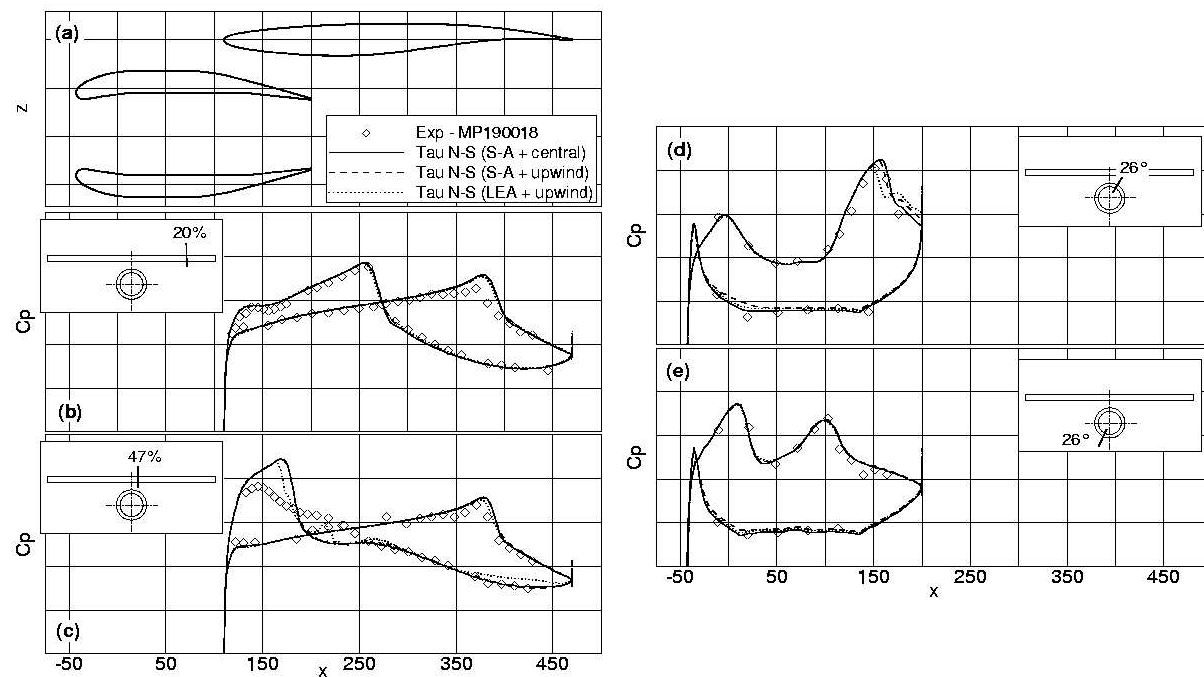 (a)
z
Exp - MP190018
Tau N-S (S-A + central)
Tau N-S (S-A + upwind)
Tau N-S (LEA + upwind)
20%
Cp
(b)
47%
Cp
(c)
-50 50 150 250 350 450
x
(d)
26°
Cp
(e)
26°
Cp
-50 50 150 250 350 450
x